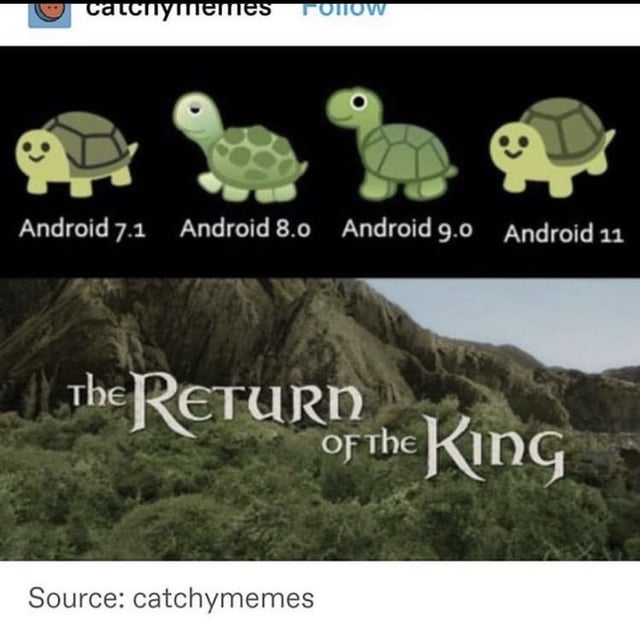 catchymemes Follow
Android 7.1 Android 8.0 Android 9.0 Android 11
The Return
of the King
Source: catchymemes